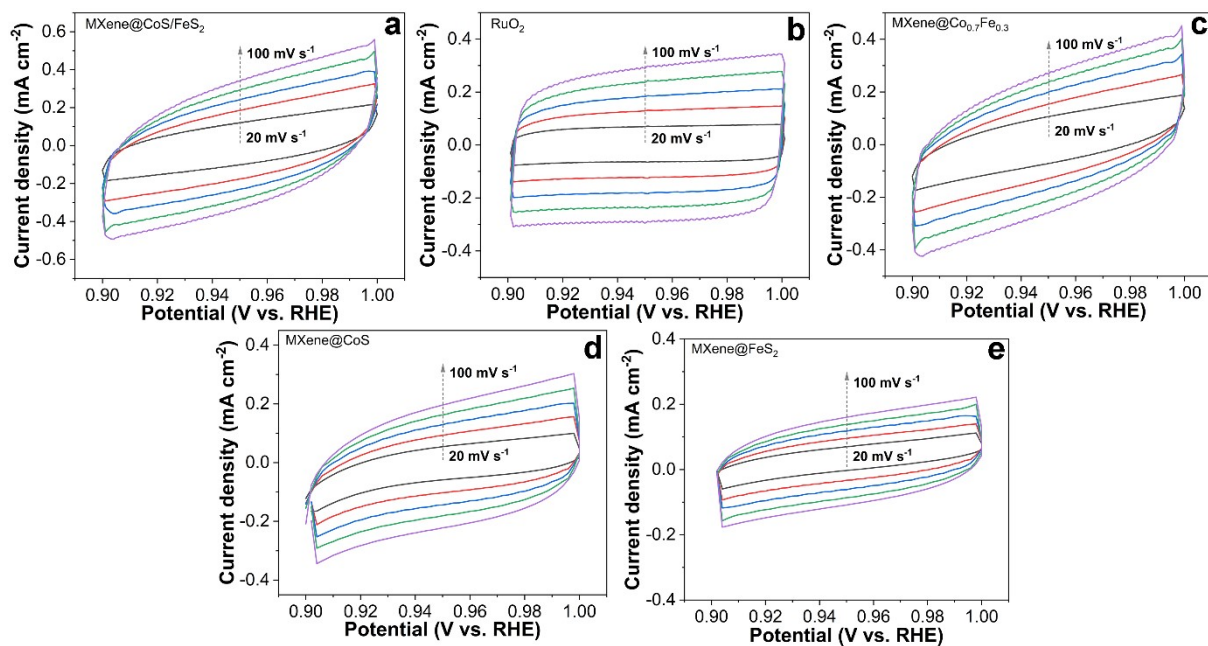 MXene@CoS/FeS₂
a
100 mV s⁻¹
20 mV s⁻¹
0.6
0.4
0.2
0.0
-0.2
-0.4
-0.6
Current density (mA cm⁻²)
0.90 0.92 0.94 0.96 0.98 1.00
Potential (V vs. RHE)
RuO₂
b
100 mV s⁻¹
20 mV s⁻¹
0.4
0.2
0.0
-0.2
-0.4
Current density (mA cm⁻²)
0.90 0.92 0.94 0.96 0.98 1.00
Potential (V vs. RHE)
MXene@Co₀.₇Fe₀.₃
c
100 mV s⁻¹
20 mV s⁻¹
0.4
0.2
0.0
-0.2
-0.4
Current density (mA cm⁻²)
0.90 0.92 0.94 0.96 0.98 1.00
Potential (V vs. RHE)
MXene@CoS
d
100 mV s⁻¹
20 mV s⁻¹
0.4
0.2
0.0
-0.2
-0.4
Current density (mA cm⁻²)
0.90 0.92 0.94 0.96 0.98 1.00
Potential (V vs. RHE)
MXene@FeS₂
e
100 mV s⁻¹
20 mV s⁻¹
0.4
0.2
0.0
-0.2
-0.4
Current density (mA cm⁻²)
0.90 0.92 0.94 0.96 0.98 1.00
Potential (V vs. RHE)